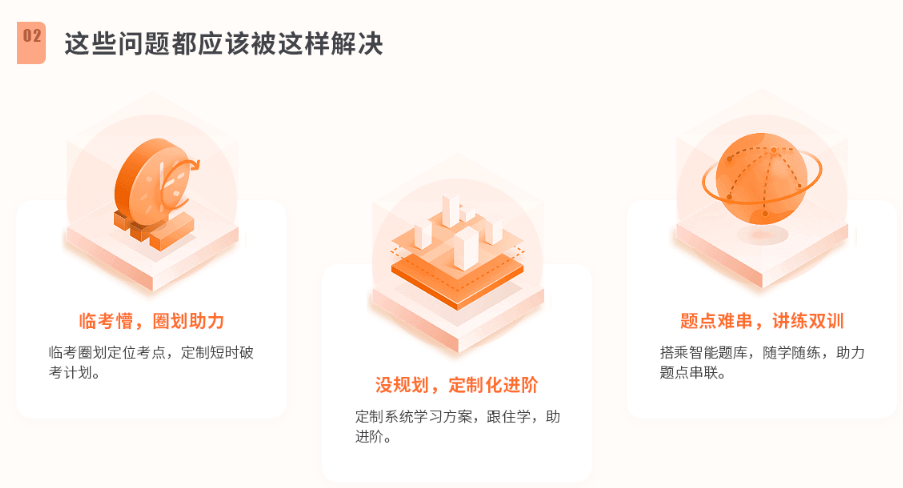 02
这些问题都应该被这样解决
临考懵，圈划助力
临考圈划定位考点，定制短时破
考计划。
没规划，定制化进阶
定制系统学习方案，跟住学，助
进阶。
题点难串，讲练双训
搭乘智能题库，随学随练，助力
题点串联。